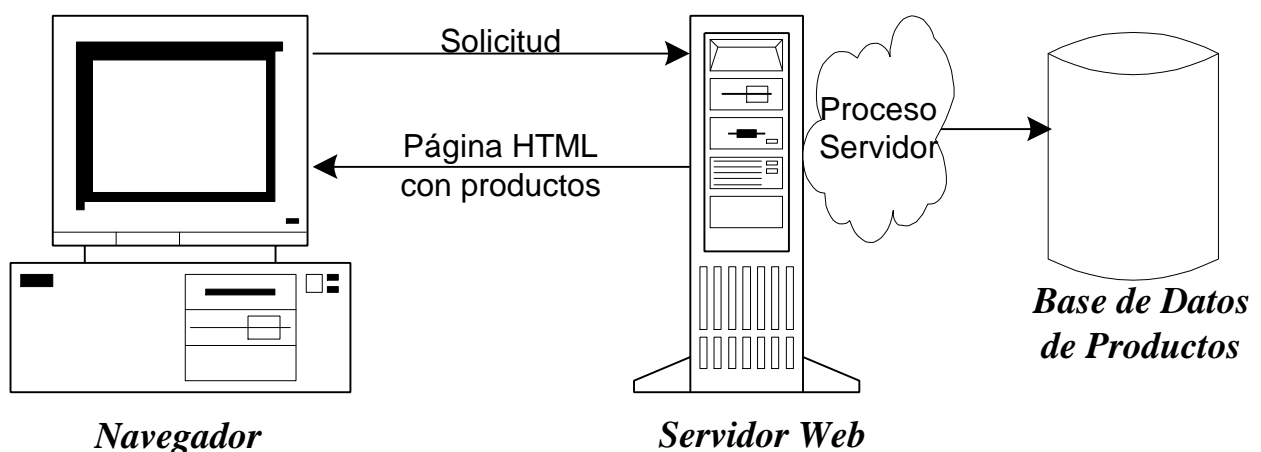 Solicitud
Página HTML
con productos
Proceso
Servidor
Base de Datos
de Productos
Navegador
Servidor Web